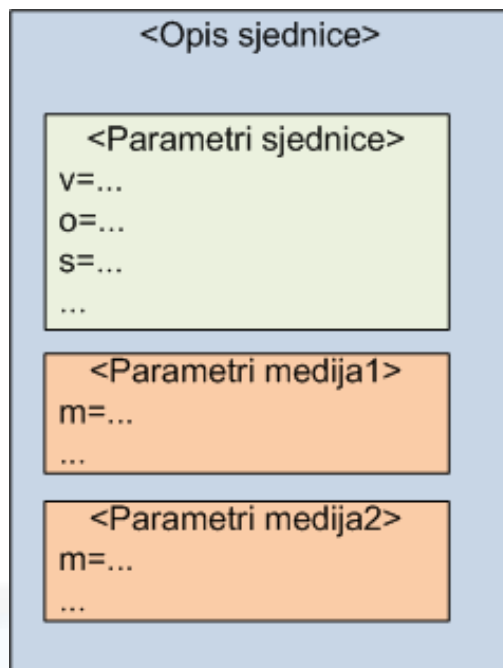 <Opis sjednice>
<Parametri sjednice>
v=...
o=...
s=...
...
<Parametri medija1>
m=...
...
<Parametri medija2>
m=...
...